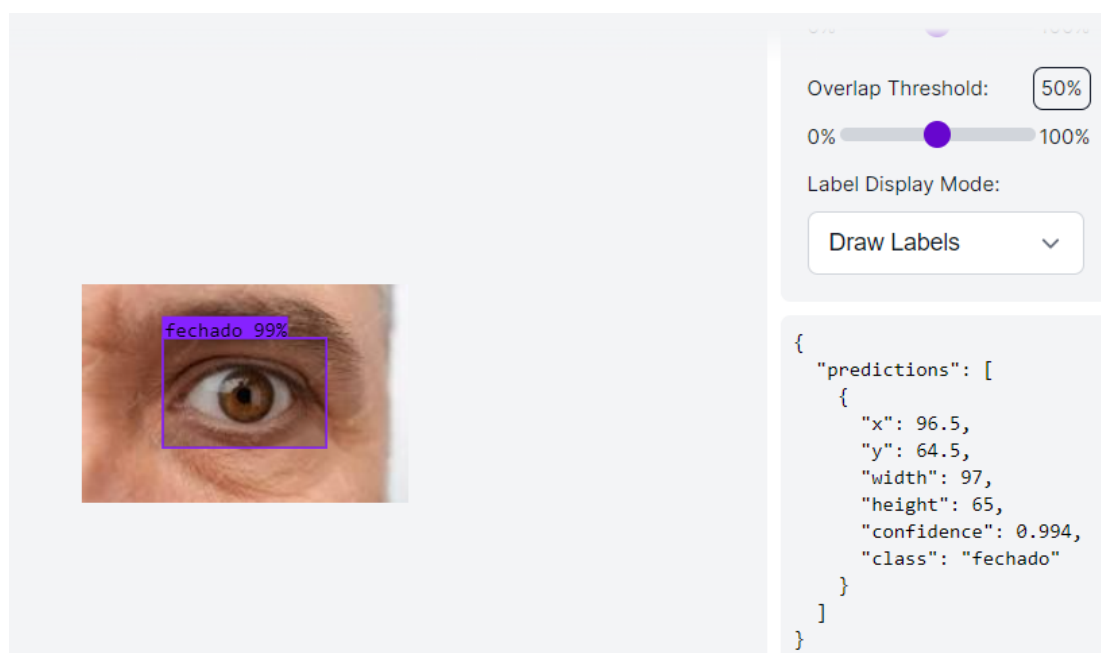 Overlap Threshold: 50%
0% 100%
Label Display Mode:
Draw Labels
fechado 99%
{
"predictions": [
{
"x": 96.5,
"y": 64.5,
"width": 97,
"height": 65,
"confidence": 0.994,
"class": "fechado"
}
]
}